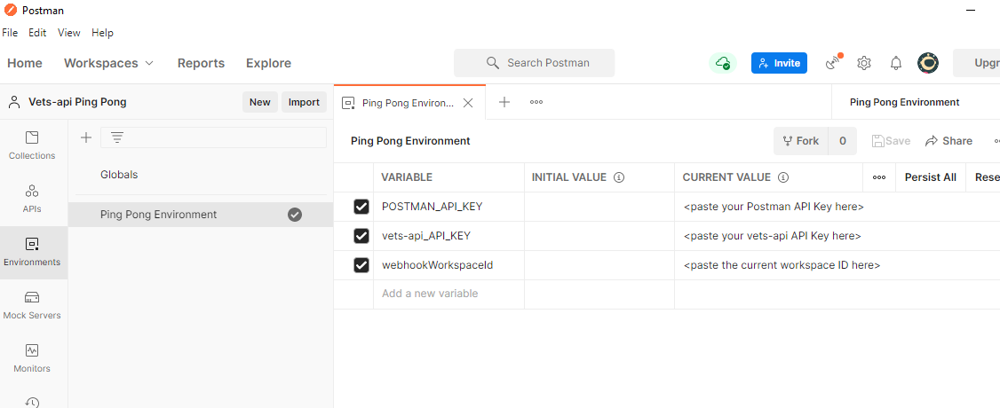 Postman
File Edit View Help
Home Workspaces Reports Explore Search Postman Invite Upgr
Vets-api Ping Pong New Import Ping Pong Environ... Ping Pong Environment
Collections
APIs
Environments
Mock Servers
Monitors
Globals
Ping Pong Environment
Ping Pong Environment Fork 0 Save Share
VARIABLE INITIAL VALUE CURRENT VALUE Persist All Rese
POSTMAN_API_KEY <paste your Postman API Key here>
vets-api_API_KEY <paste your vets-api API Key here>
webhookWorkspaceId <paste the current workspace ID here>
Add a new variable